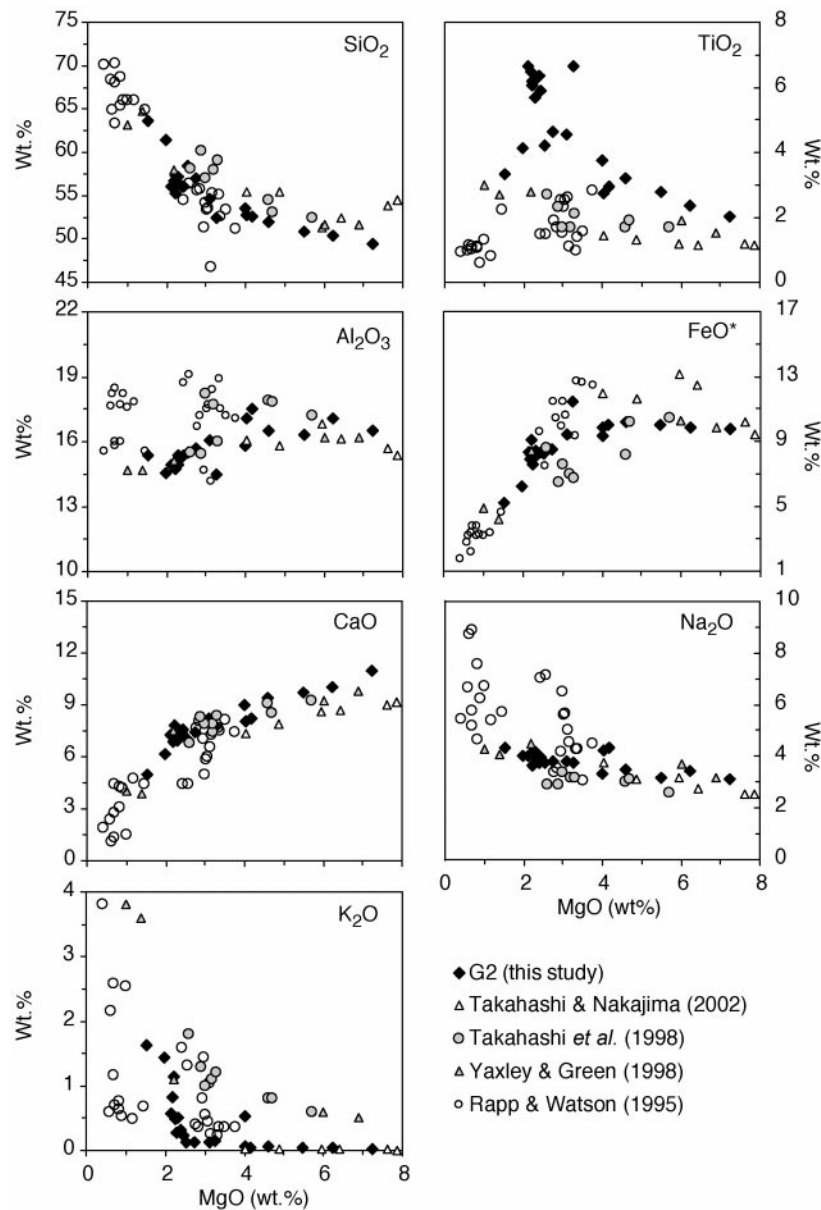 75
70
65
60
55
50
45
Wt.%
SiO2
8
6
4
2
0
Wt.%
TiO2
22
19
16
13
10
Wt%
Al2O3
17
13
9
5
1
Wt.%
FeO*
15
12
9
6
3
0
Wt.%
CaO
10
8
6
4
2
0
Wt.%
Na2O
0 2 4 6 8
MgO (wt%)
4
3
2
1
0
Wt.%
K2O
0 2 4 6 8
MgO (wt.%)
G2 (this study)
Takahashi & Nakajima (2002)
Takahashi et al. (1998)
Yaxley & Green (1998)
Rapp & Watson (1995)